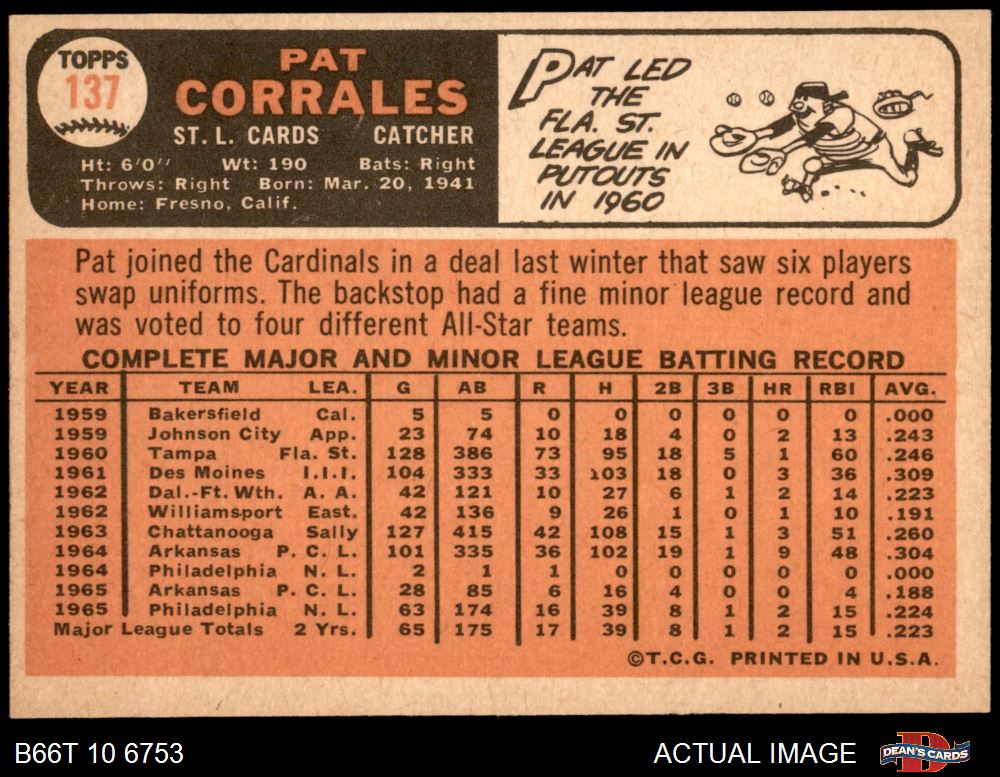 TOPPS
137
PAT
CORRALES
ST. L. CARDS CATCHER
Ht: 6'0" Wt: 190 Bats: Right
Throws: Right Born: Mar. 20, 1941
Home: Fresno, Calif.
PAT LED
THE
FLA. ST.
LEAGUE IN
PUTOUTS
IN 1960
Pat joined the Cardinals in a deal last winter that saw six players
swap uniforms. The backstop had a fine minor league record and
was voted to four different All-Star teams.
COMPLETE MAJOR AND MINOR LEAGUE BATTING RECORD
YEAR TEAM LEA. G AB R H 2B 3B HR RBI AVG.
1959 Bakersfield Cal. 5 5 0 0 0 0 0 0 .000
1959 Johnson City App. 23 74 10 18 4 0 2 13 .243
1960 Tampa Fla. St. 128 386 73 95 18 5 1 60 .246
1961 Des Moines I.I.I. 104 333 33 103 18 0 3 36 .309
1962 Dal.-Ft. Wth. A. A. 42 121 10 27 6 1 2 14 .223
1962 Williamsport East. 42 136 9 26 1 0 1 10 .191
1963 Chattanooga Sally 127 415 42 108 15 1 3 51 .260
1964 Arkansas P. C. L. 101 335 36 102 19 1 9 48 .304
1964 Philadelphia N. L. 2 1 1 0 0 0 0 0 .000
1965 Arkansas P. C. L. 28 85 6 16 4 0 0 4 .188
1965 Philadelphia N. L. 63 174 16 39 8 1 2 15 .224
Major League Totals 2 Yrs. 65 175 17 39 8 1 2 15 .223
©T.C.G. PRINTED IN U.S.A.
B66T 10 6753 ACTUAL IMAGE DEAN'S CARDS